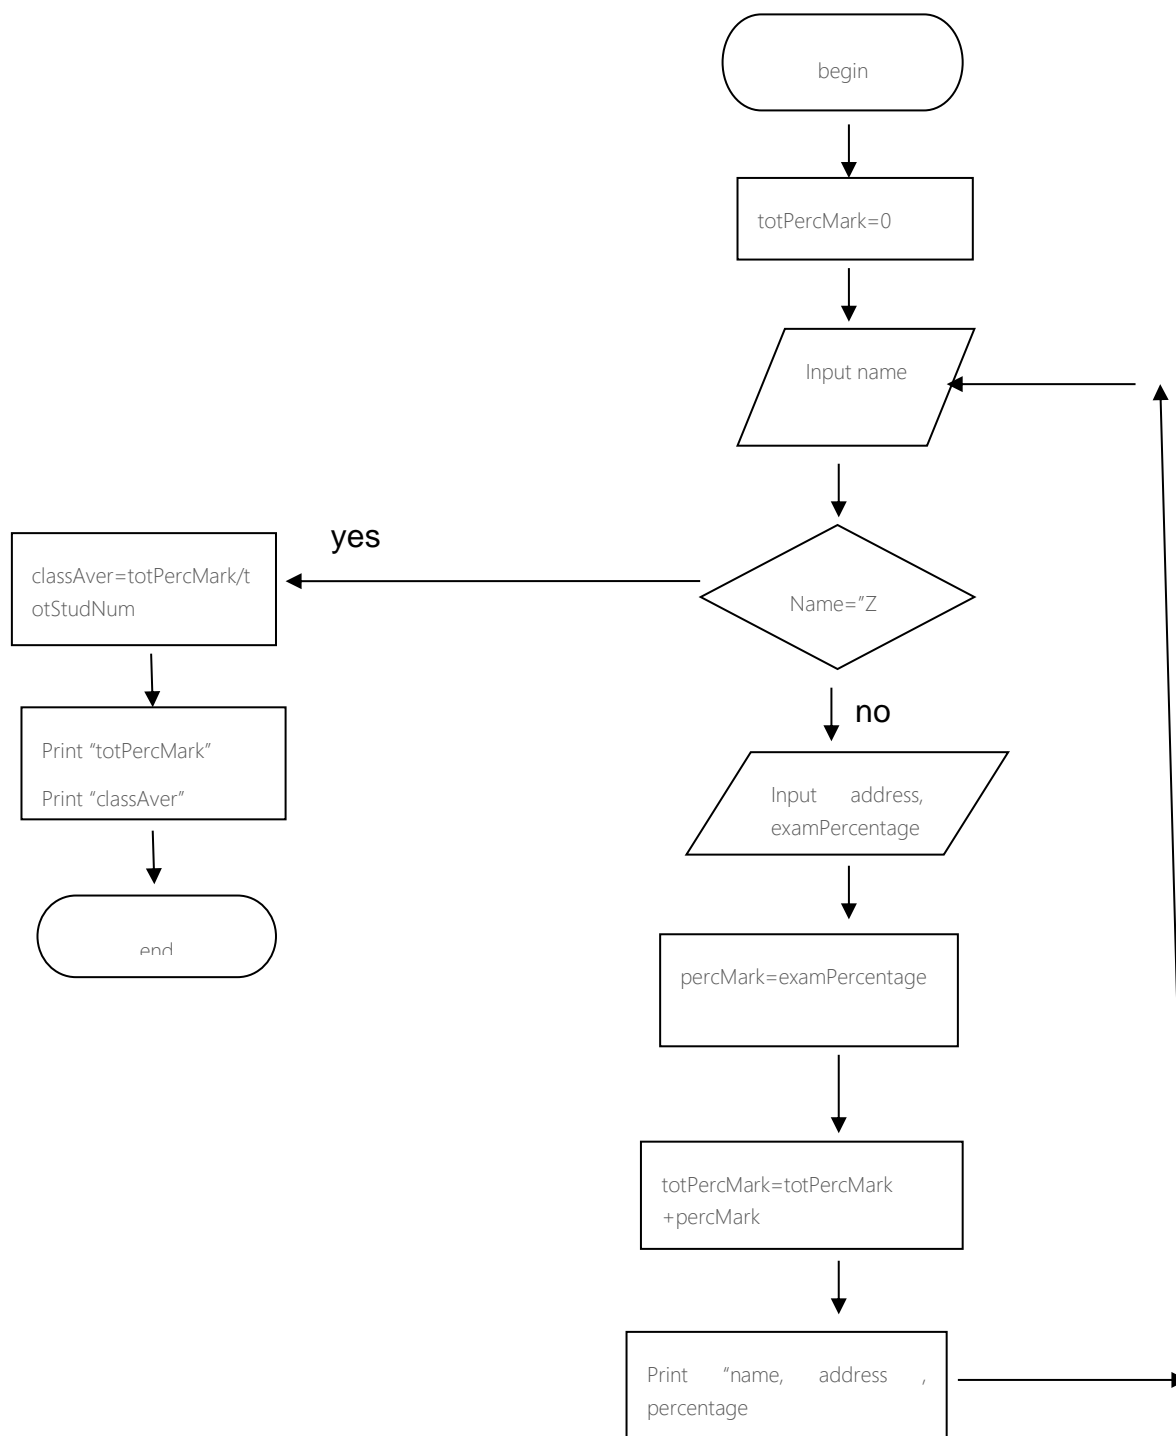 begin
totPercMark=0
Input name
yes
Name="Z
classAver=totPercMark/t
otStudNum
no
Print “totPercMark”
Print “classAver”
Input address,
examPercentage
end
percMark=examPercentage
totPercMark=totPercMark
+percMark
Print “name, address ,
percentage